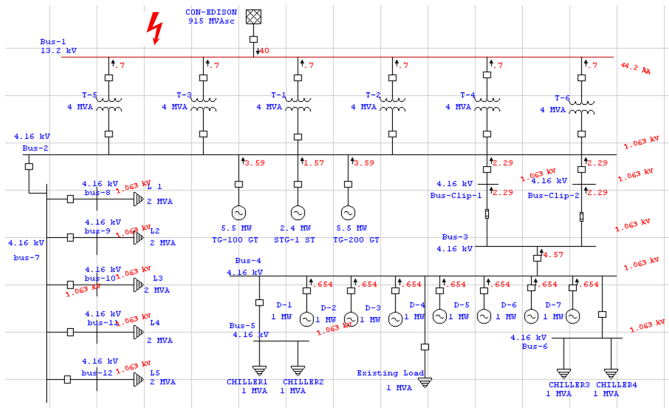 CON-EDISON
915 MVAsc
Bus-1
13.2 kV
40
44.2 kA
.7 .7 .7 .7 .7 .7
T-5 T-3 T-1 T-2 T-4 T-6
4 MVA 4 MVA 4 MVA 4 MVA 4 MVA 4 MVA
4.16 kV
Bus-2
1.063 kV
3.59 1.57 3.59 2.29 2.29
1.063 kV 1.063 kV
4.16 kV 4.16 kV
Bus-Clip-1 Bus-Clip-2
2.29
4.16 kV 1.063 kV L 1
bus-8 2 MVA
5.5 MW 2.4 MW 5.5 MW
TG-100 GT STG-1 ST TG-200 GT
4.16 kV 1.063 kV L2
bus-9 2 MVA
4.16 kV
bus-7
Bus-3
4.16 kV
1.063 kV
4.57
Bus-4
4.16 kV
1.063 kV
4.16 kV 1.063 kV L3
bus-10 2 MVA
1.063 kV
.654 .654 .654 .654 .654 .654 .654
D-1 D-2 D-3 D-4 D-5 D-6 D-7
1 MW 1 MW 1 MW 1 MW 1 MW 1 MW 1 MW
4.16 kV 1.063 kV L4
bus-11 2 MVA
Bus-5
4.16 kV
1.063 kV
4.16 kV
Bus-6
1.063 kV
4.16 kV 1.063 kV L5
bus-12 2 MVA
CHILLER1 CHILLER2
1 MVA 1 MVA
Existing Load
1 MVA
CHILLER3 CHILLER4
1 MVA 1 MVA